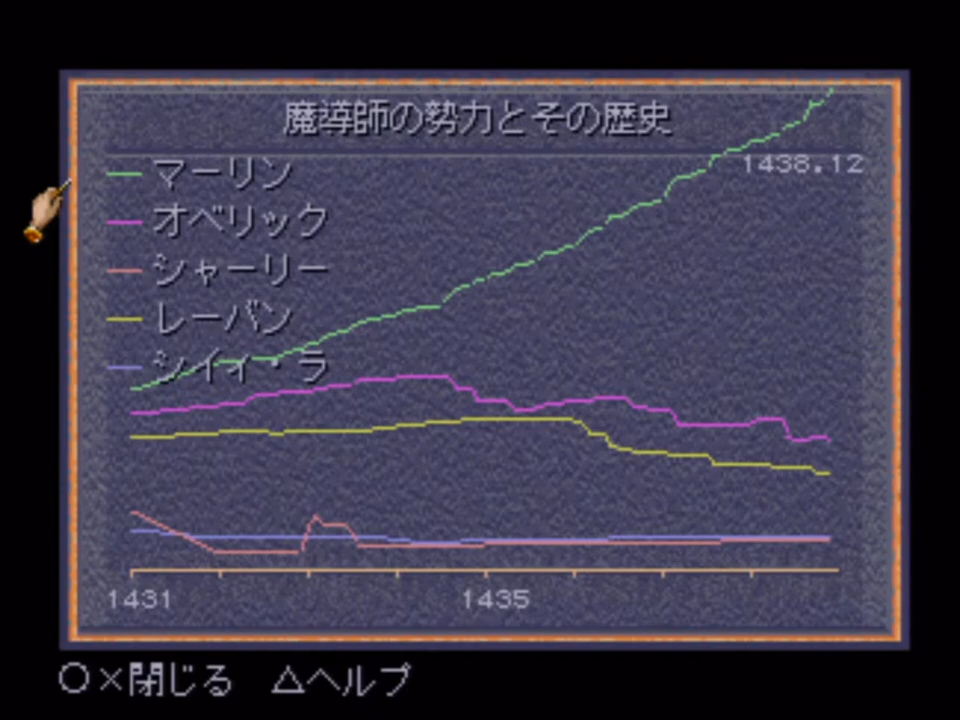 魔導師の勢力とその歴史
1438.12
マーリン
オベリック
シャーリー
レーバン
シイィ・ラ
1431 1435
○×閉じる △ヘルプ